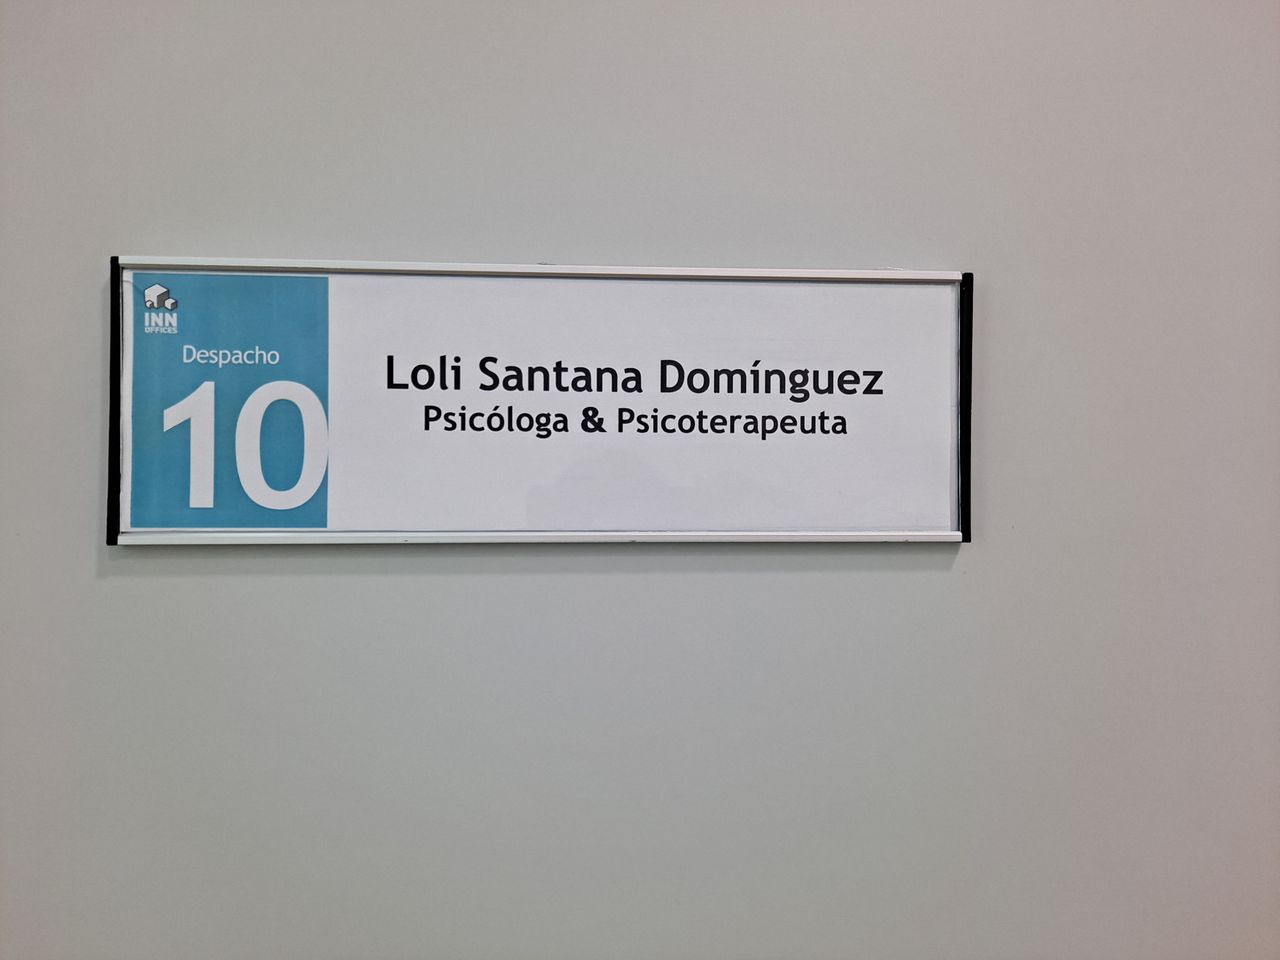 INN
OFFICES
Despacho
10
Loli Santana Domínguez
Psicóloga & Psicoterapeuta